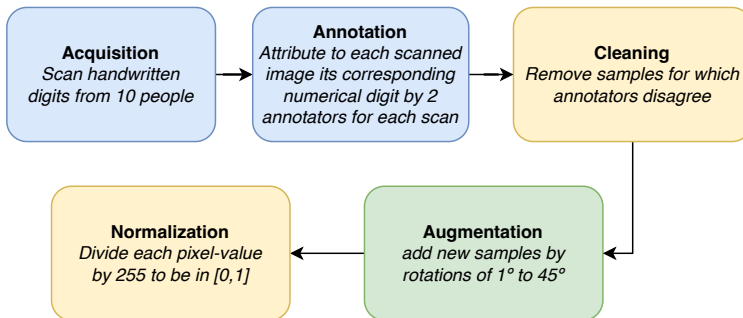 Acquisition
Scan handwritten
digits from 10 people
Annotation
Attribute to each scanned
image its corresponding
numerical digit by 2
annotators for each scan
Cleaning
Remove samples for which
annotators disagree
Normalization
Divide each pixel-value
by 255 to be in [0,1]
Augmentation
add new samples by
rotations of 1º to 45º